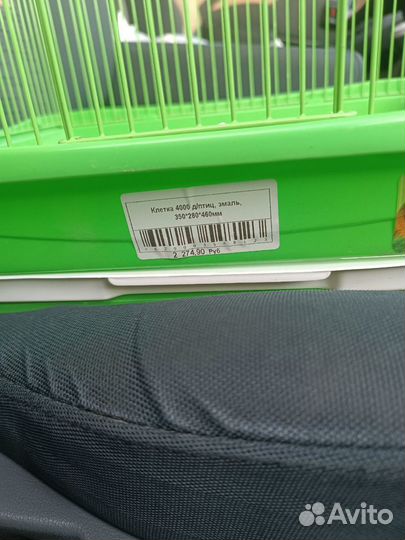 Клетка 4000 д/птиц, эмаль,
350*280*460мм
2 274,90 Руб
Avito